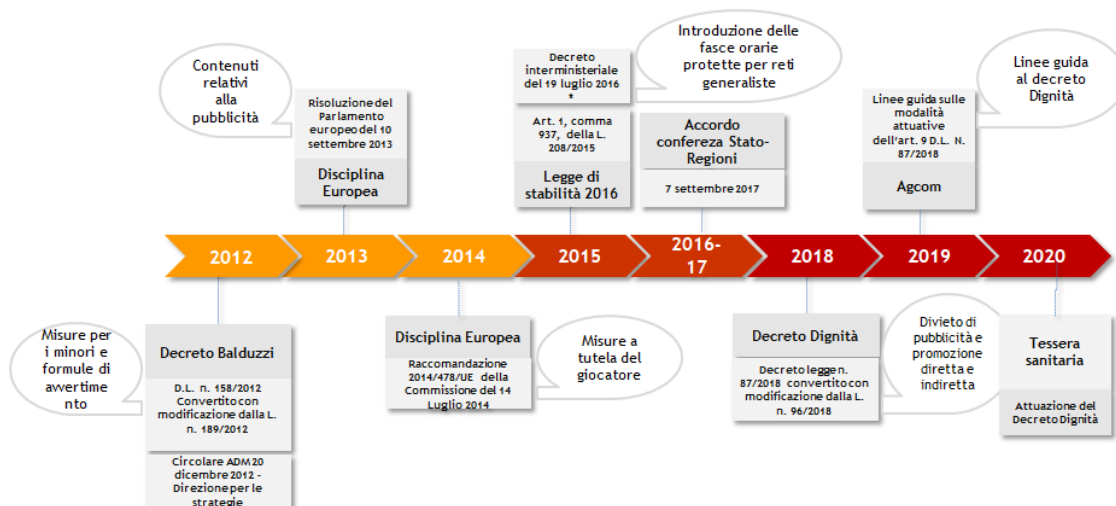 Contenuti
relativi
alla
pubblicità
Risoluzione del
Parlamento
europeo del 10
settembre 2013
Disciplina
Europea
Decreto
interministeriale
del 19 luglio 2016
*
Art. 1, comma
937, della L.
208/2015
Legge di
stabilità 2016
Introduzione delle
fasce orarie
protette per reti
generaliste
Accordo
confereza Stato-
Regioni
7 settembre 2017
Linee guida sulle
modalità
attuative
dell'art. 9 D.L. N.
87/2018
Agcom
Linee guida
al decreto
Dignità
2012
2013
2014
2015
2016-
17
2018
2019
2020
Misure per
i minori e
formule di
avvertime
nto
Decreto Balduzzi
D.L. n. 158/2012
Convertito con
modificazione dalla L.
n. 189/2012
Circolare ADM 20
dicembre 2012 -
Direzione per le
strategie
Disciplina Europea
Raccomandazione
2014/478/UE della
Commissione del 14
Luglio 2014
Misure a
tutela del
giocatore
Decreto Dignità
Decreto legge n.
87/2018 convertito con
modificazione dalla L.
n. 96/2018
Divieto di
pubblicità e
promozione
diretta e
indiretta
Tessera
sanitaria
Attuazione del
Decreto Dignità